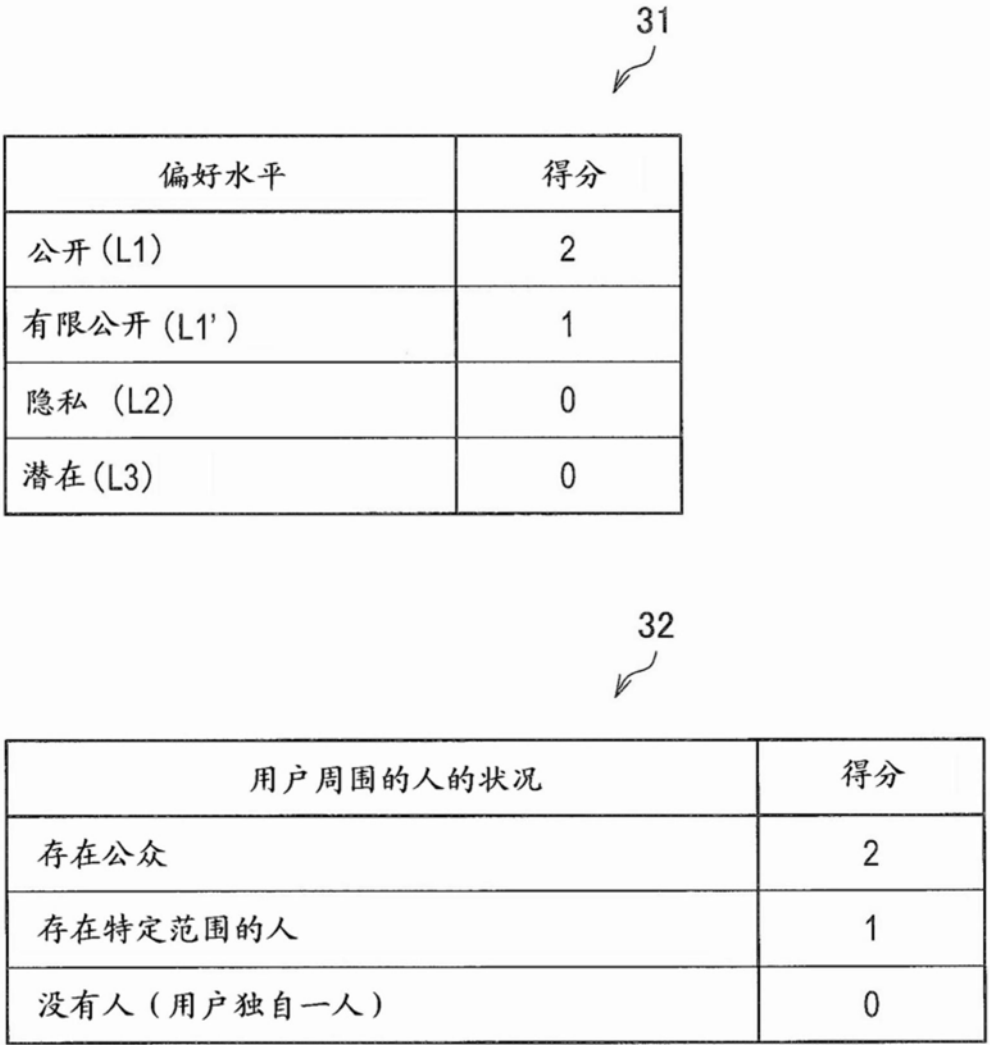 31
偏好水平 得分
公开(L1) 2
有限公开(L1') 1
隐私 (L2) 0
潜在(L3) 0
32
用户周围的人的状况 得分
存在公众 2
存在特定范围的人 1
没有人(用户独自一人) 0